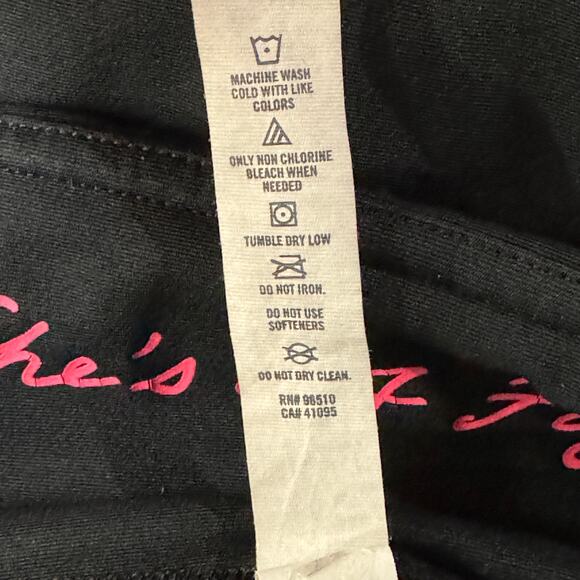 MACHINE WASH
COLD WITH LIKE
COLORS
ONLY NON CHLORINE
BLEACH WHEN
NEEDED
TUMBLE DRY LOW
DO NOT IRON.
DO NOT USE
SOFTENERS
DO NOT DRY CLEAN.
RN# 96510
CA# 41095
She's